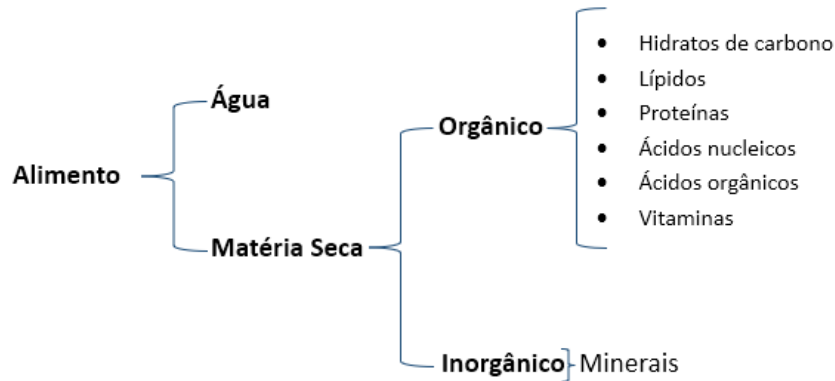 Alimento
Água
Matéria Seca
Orgânico
• Hidratos de carbono
• Lípidos
• Proteínas
• Ácidos nucleicos
• Ácidos orgânicos
• Vitaminas
Inorgânico
Minerais